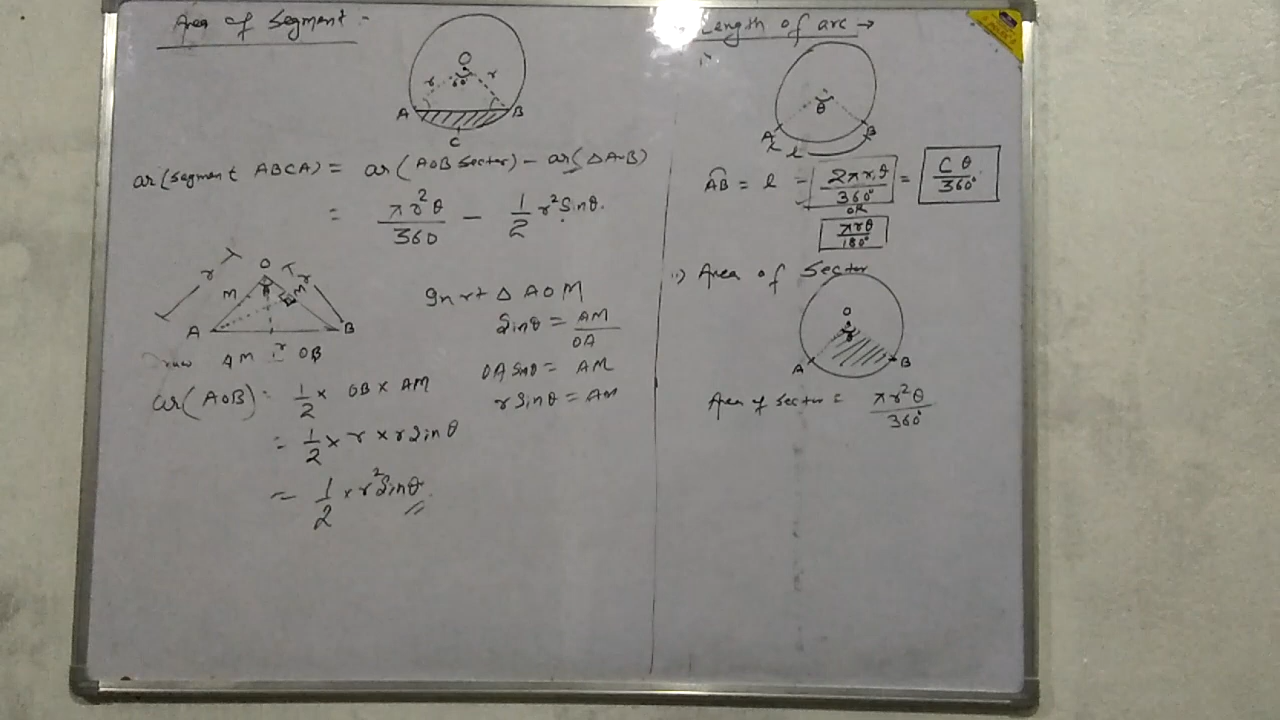 Area of Segment -
O
r r
60°
A B
C
ar(Segment ABCA) = ar(AOB Sector) - ar(ΔAOB)
= πr²θ/360 - 1/2 r² Sinθ.
O
r r
M M
θ
A B
r
AM ⊥ OB
ar(AOB) = 1/2 × OB × AM
= 1/2 × r × r Sinθ
= 1/2 × r² Sinθ
In rt Δ AOM
Sinθ = AM/OA
OA Sinθ = AM
r Sinθ = AM
Length of arc →
i)
θ
A B
l
AB = l = 2πrθ/360° = Cθ/360°
OR
πrθ/180°
ii) Area of Sector
O
θ
A B
Area of Sector = πr²θ/360°